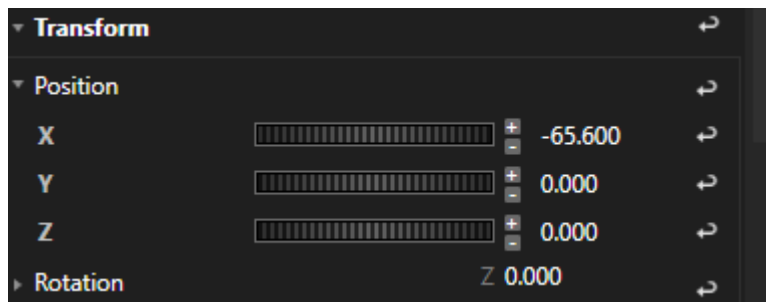 Transform
Position
X + - -65.600
Y + - 0.000
Z + - 0.000
Rotation Z 0.000